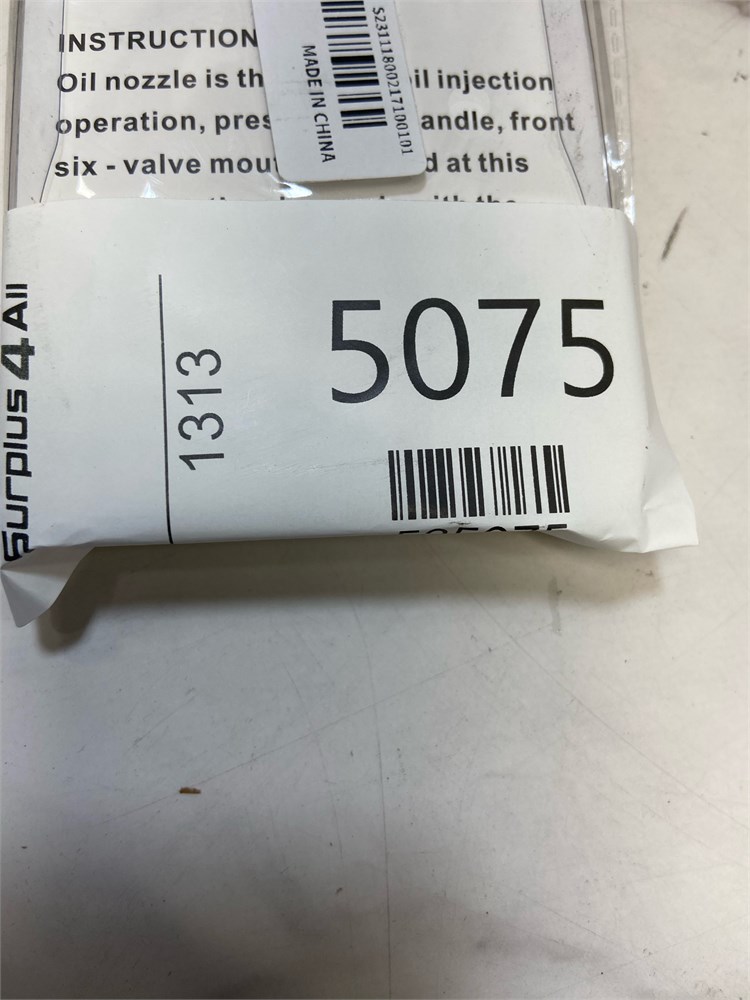 INSTRUCTION
Oil nozzle is th il injection
operation, pres andle, front
six - valve mou d at this
S23111800217100101
MADE IN CHINA
Surplus 4 All
1313
5075